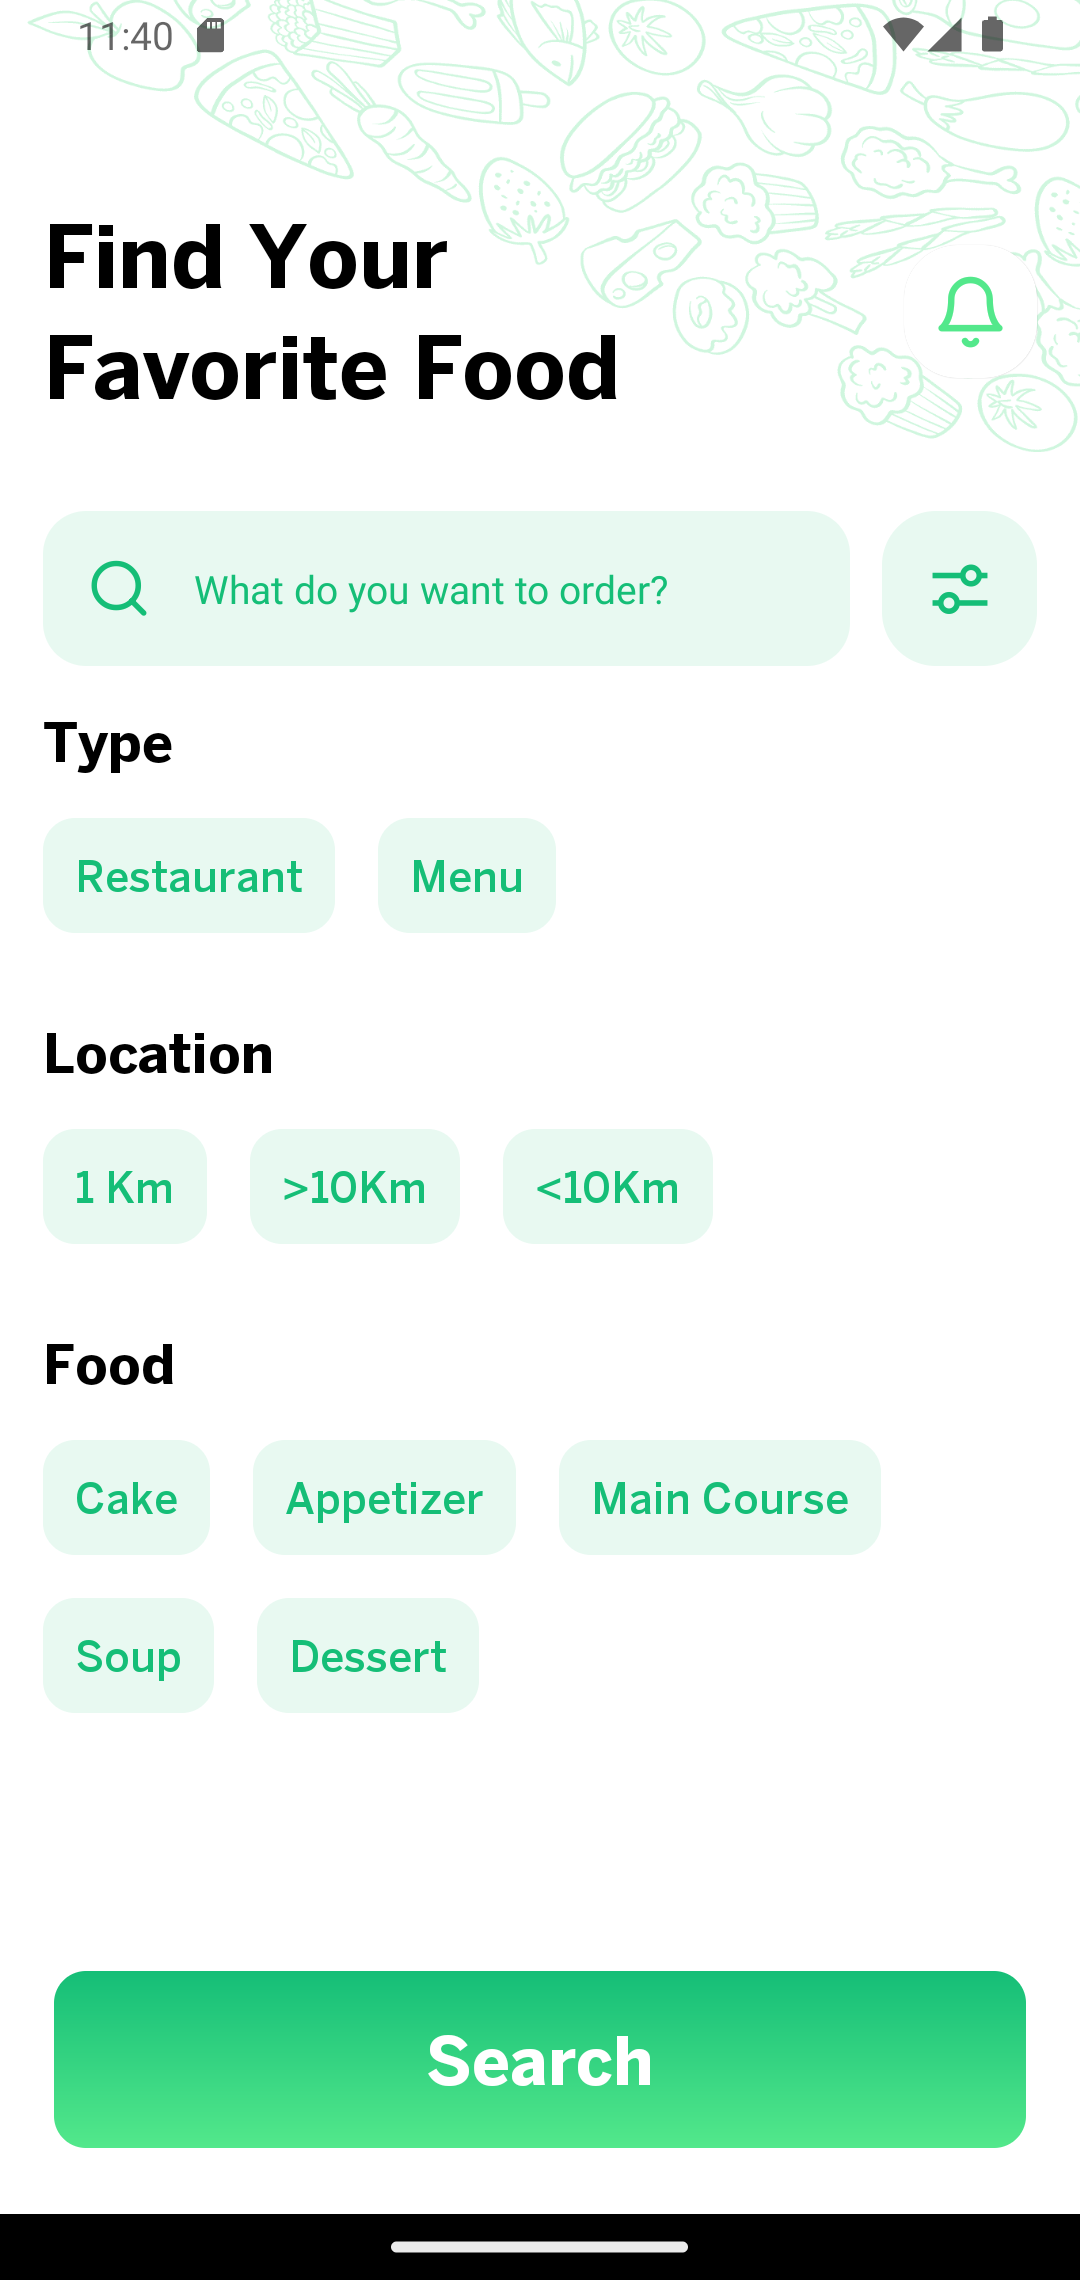 11:40
Find Your
Favorite Food
What do you want to order?
Type
Restaurant Menu
Location
1 Km >10Km <10Km
Food
Cake Appetizer Main Course
Soup Dessert
Search